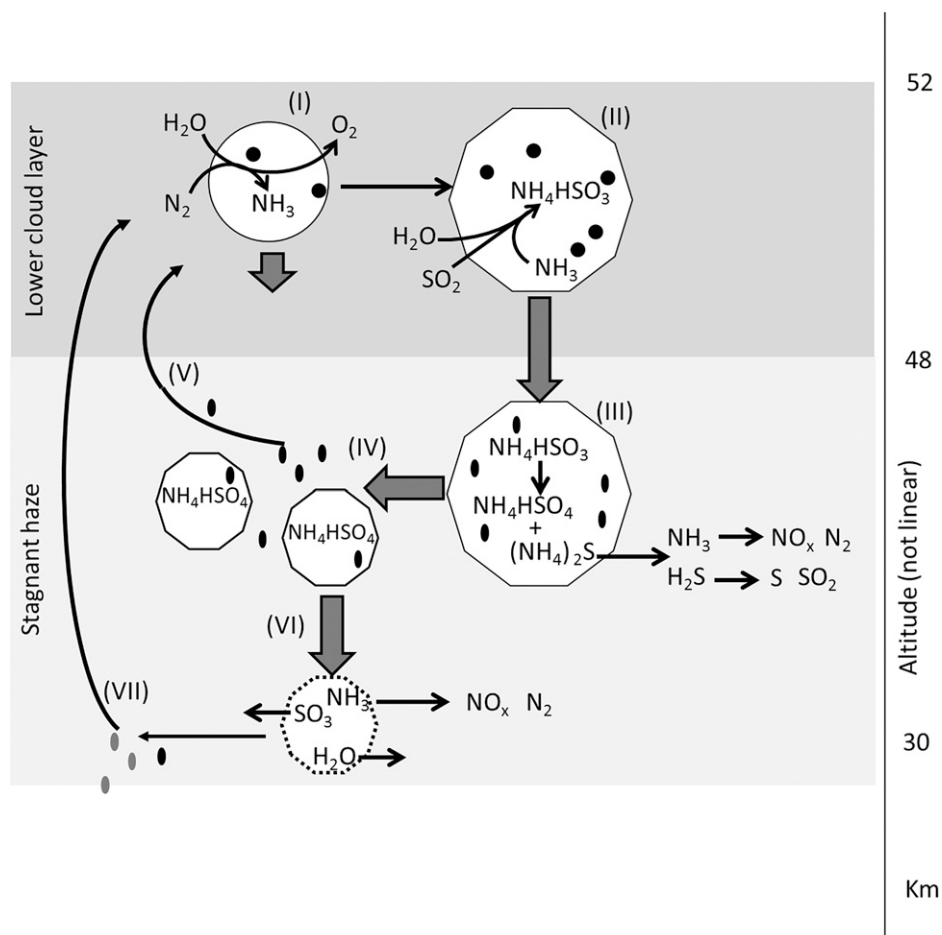 52
(I)
H₂O
O₂
(II)
N₂
NH₃
NH₄HSO₃
H₂O
SO₂
NH₃
Lower cloud layer
48
(V)
(III)
NH₄HSO₃
(IV)
NH₄HSO₄
NH₄HSO₄
+
(NH₄)₂S
NH₄HSO₄
NH₃
NOₓ N₂
H₂S
S SO₂
Altitude (not linear)
Stagnant haze
(VI)
(VII)
NH₃
NOₓ N₂
SO₃
H₂O
30
Km